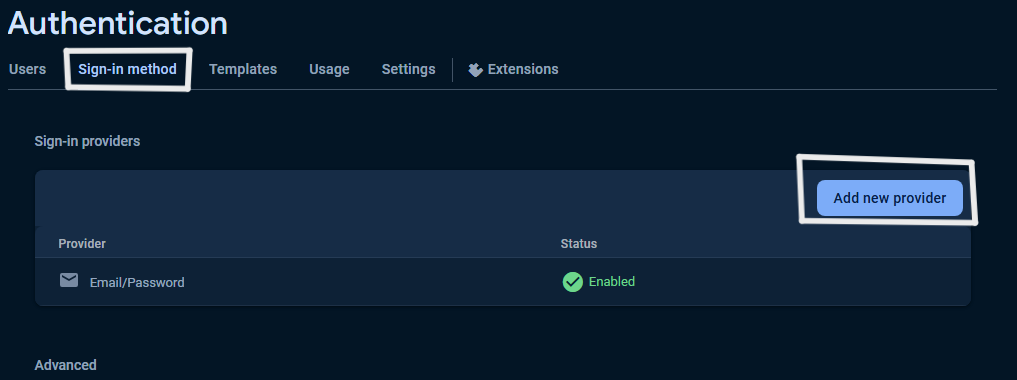 Authentication
Users Sign-in method Templates Usage Settings Extensions
Sign-in providers
Add new provider
Provider Status
Email/Password Enabled
Advanced